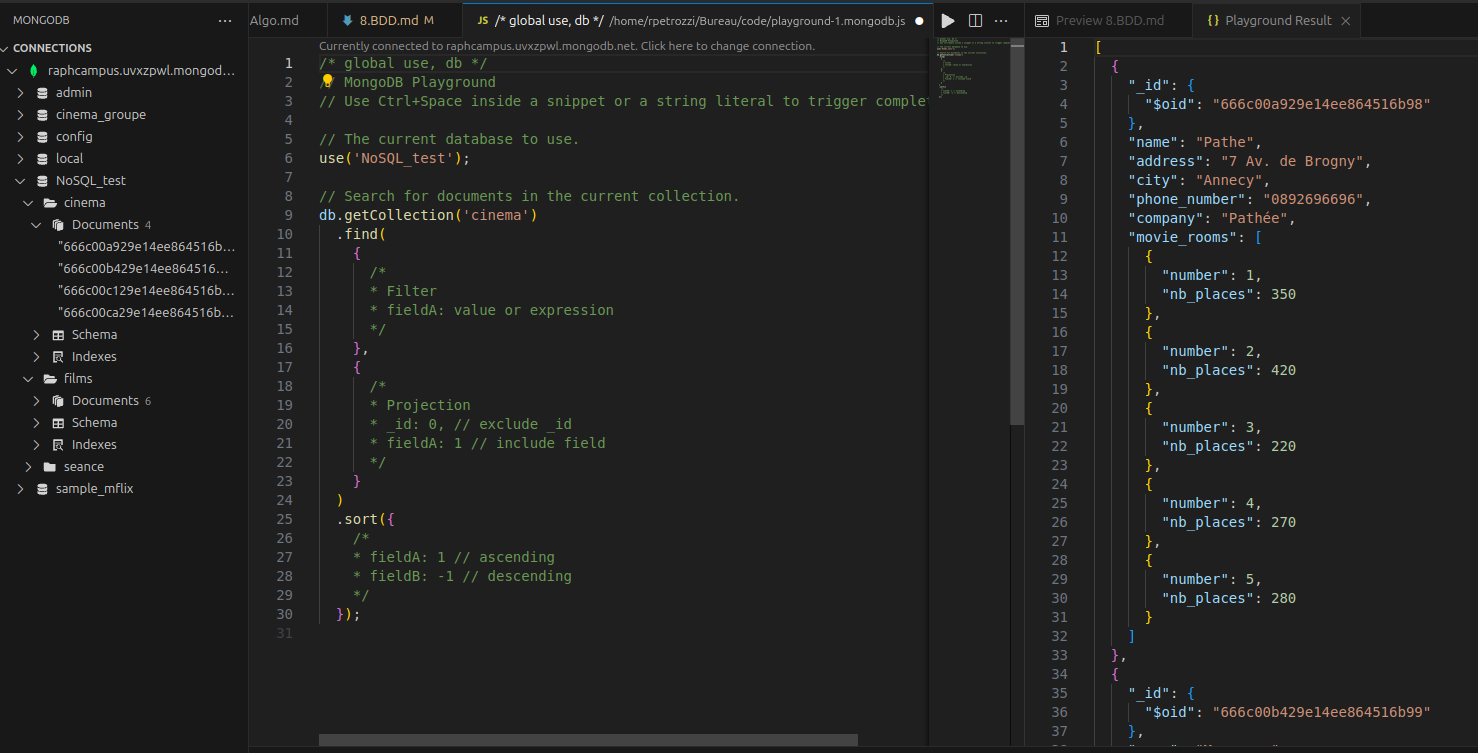 MONGODB
CONNECTIONS
raphcampus.uvxzpwl.mongod...
admin
cinema_groupe
config
local
NoSQL_test
cinema
Documents 4
"666c00a929e14ee864516b...
"666c00b429e14ee864516...
"666c00c129e14ee864516b...
"666c00ca29e14ee864516b...
Schema
Indexes
films
Documents 6
Schema
Indexes
seance
sample_mflix
Algo.md
8.BDD.md M
JS /* global use, db */ /home/rpetrozzi/Bureau/code/playground-1.mongodb.js
Currently connected to raphcampus.uvxzpwl.mongodb.net. Click here to change connection.
1 /* global use, db */
2 / MongoDB Playground
3 // Use Ctrl+Space inside a snippet or a string literal to trigger complet
4
5 // The current database to use.
6 use('NoSQL_test');
7
8 // Search for documents in the current collection.
9 db.getCollection('cinema')
10 .find(
11 {
12 /*
13 * Filter
14 * fieldA: value or expression
15 */
16 },
17 {
18 /*
19 * Projection
20 * _id: 0, // exclude _id
21 * fieldA: 1 // include field
22 */
23 }
24 )
25 .sort({
26 /*
27 * fieldA: 1 // ascending
28 * fieldB: -1 // descending
29 */
30 });
31
Preview 8.BDD.md
{} Playground Result
1 [
2 {
3 "_id": {
4 "$oid": "666c00a929e14ee864516b98"
5 },
6 "name": "Pathe",
7 "address": "7 Av. de Brogny",
8 "city": "Annecy",
9 "phone_number": "0892696696",
10 "company": "Pathée",
11 "movie_rooms": [
12 {
13 "number": 1,
14 "nb_places": 350
15 },
16 {
17 "number": 2,
18 "nb_places": 420
19 },
20 {
21 "number": 3,
22 "nb_places": 220
23 },
24 {
25 "number": 4,
26 "nb_places": 270
27 },
28 {
29 "number": 5,
30 "nb_places": 280
31 }
32 ]
33 },
34 {
35 "_id": {
36 "$oid": "666c00b429e14ee864516b99"
37 },